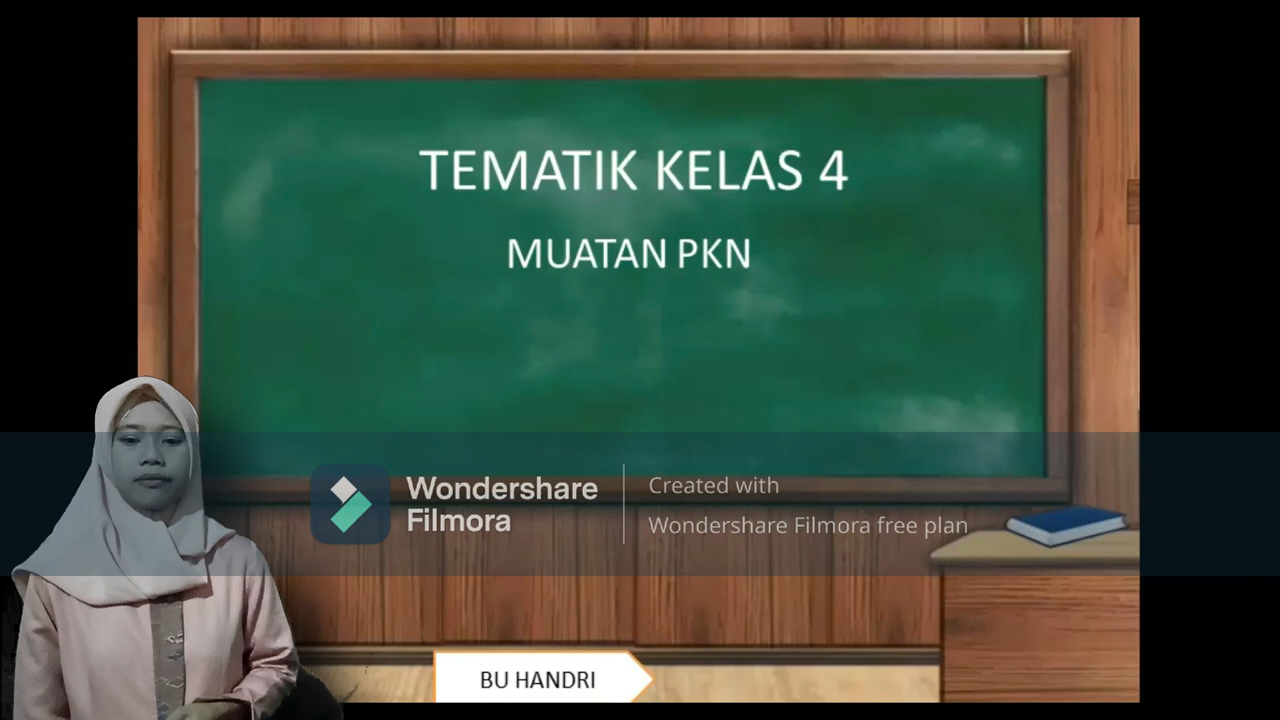 TEMATIK KELAS 4
MUATAN PKN
Wondershare
Filmora
Created with
Wondershare Filmora free plan
BU HANDRI